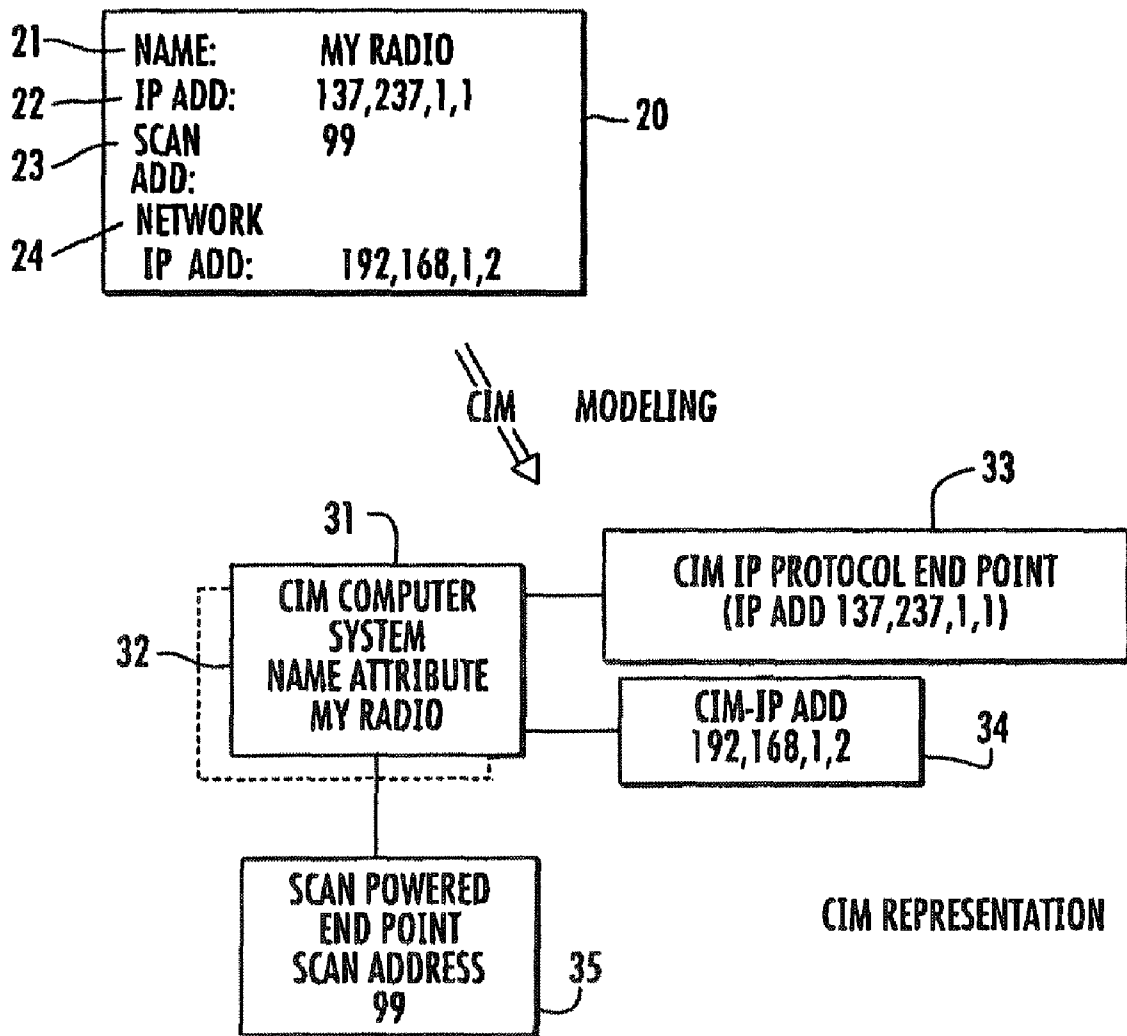 21 NAME: MY RADIO
22 IP ADD: 137,237,1,1
20
23 SCAN 99
ADD:
24 NETWORK
IP ADD: 192,168,1,2
CIM MODELING
33
31
CIM IP PROTOCOL END POINT
(IP ADD 137,237,1,1)
32
CIM COMPUTER
SYSTEM
NAME ATTRIBUTE
MY RADIO
CIM-IP ADD
192,168,1,2
34
SCAN POWERED
END POINT
SCAN ADDRESS
99
35
CIM REPRESENTATION